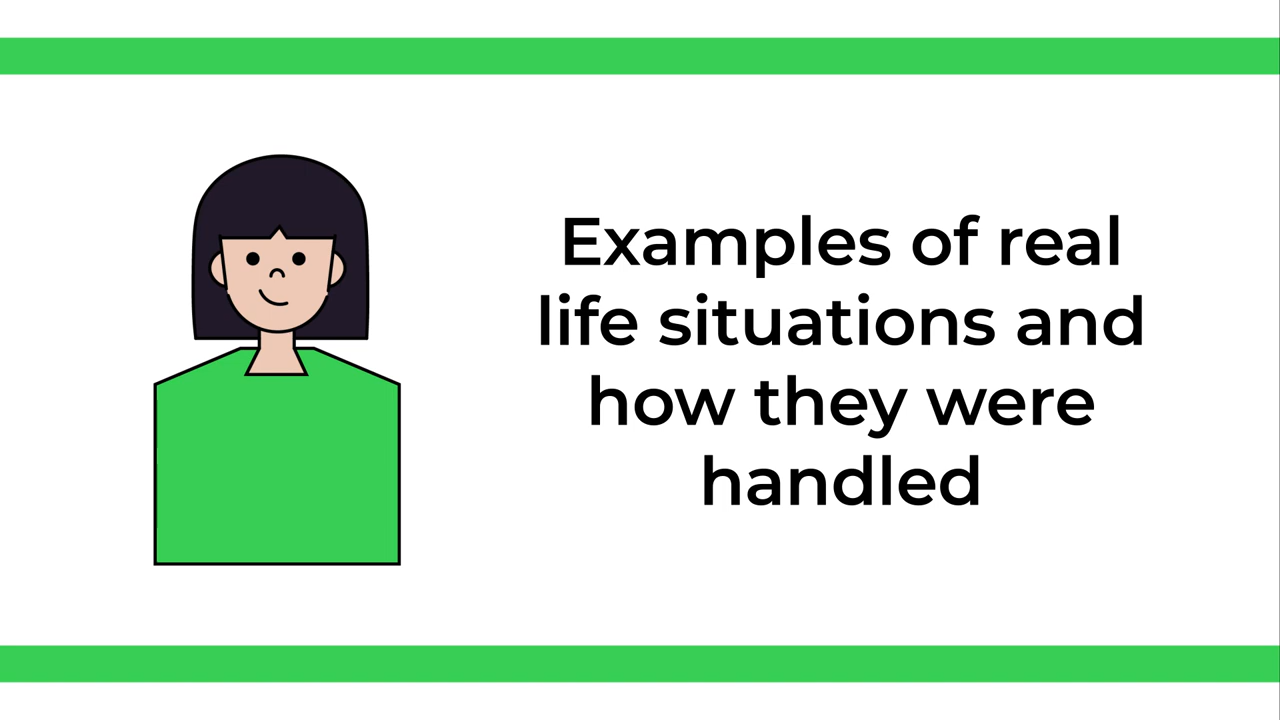 Examples of real
life situations and
how they were
handled